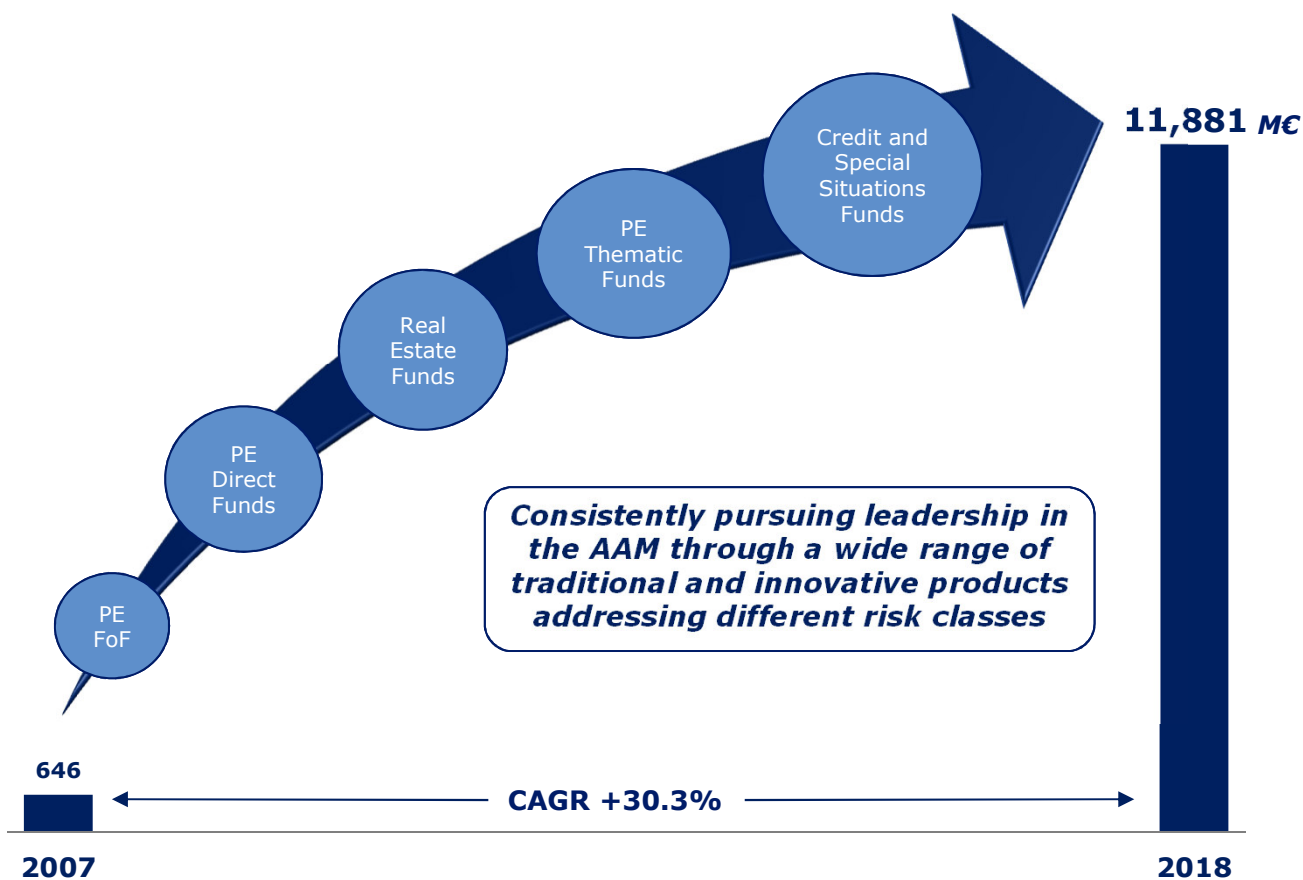 11,881 M€
Credit and
Special
Situations
Funds
PE
Thematic
Funds
Real
Estate
Funds
PE
Direct
Funds
PE
FoF
Consistently pursuing leadership in
the AAM through a wide range of
traditional and innovative products
addressing different risk classes
646
CAGR +30.3%
2007
2018